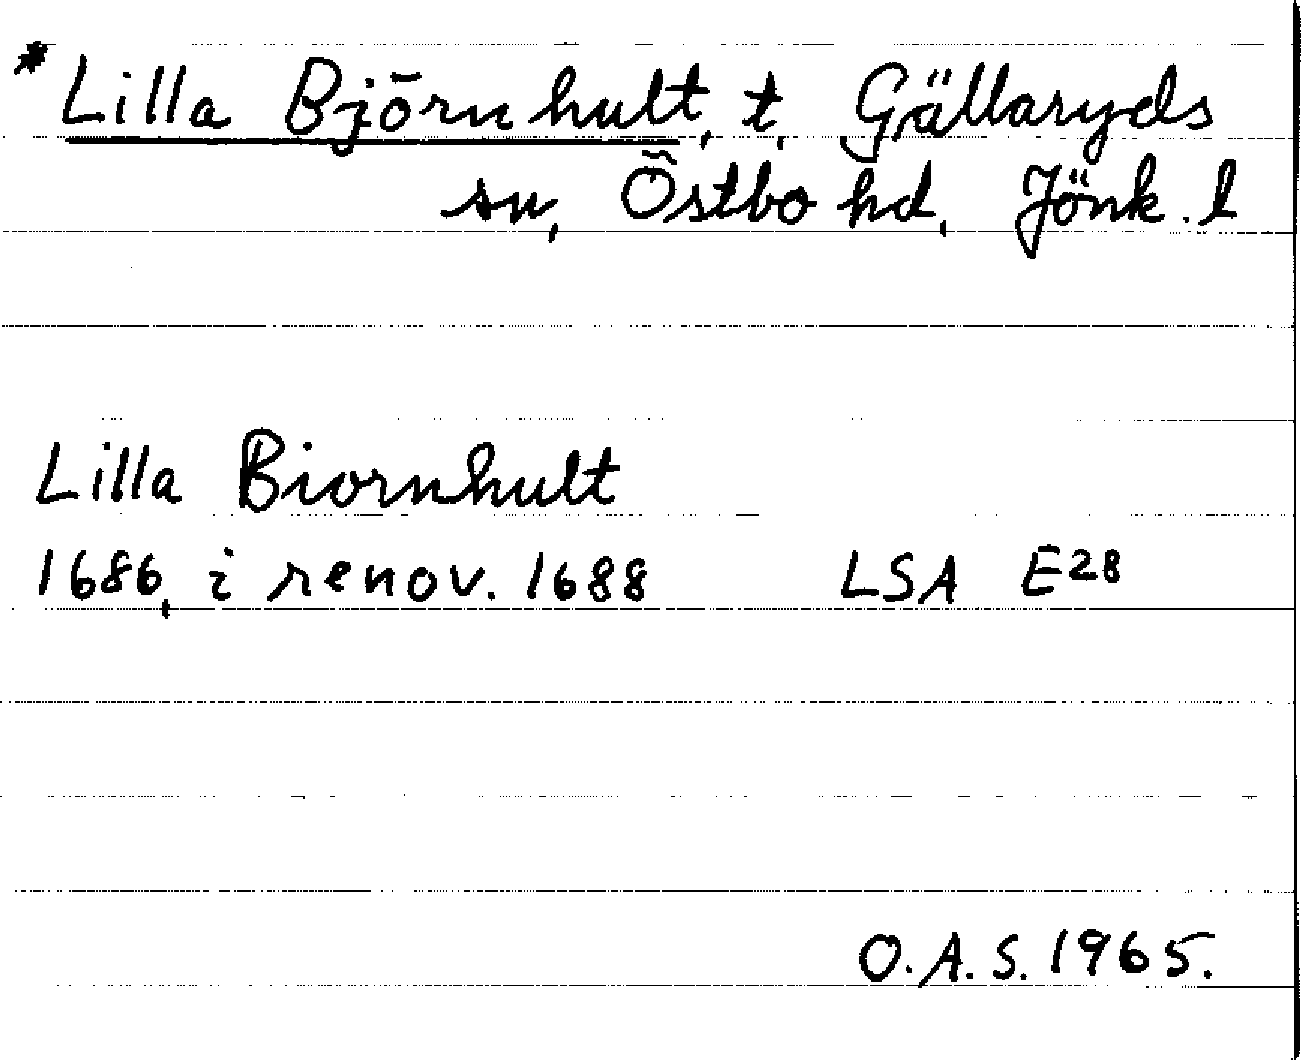 * Lilla Björnhult, t, Gällaryds
sn, Östbo hd, Jönk. l
Lilla Biornhult
1686, i renov. 1688 LSA E28
O.A.S. 1965.